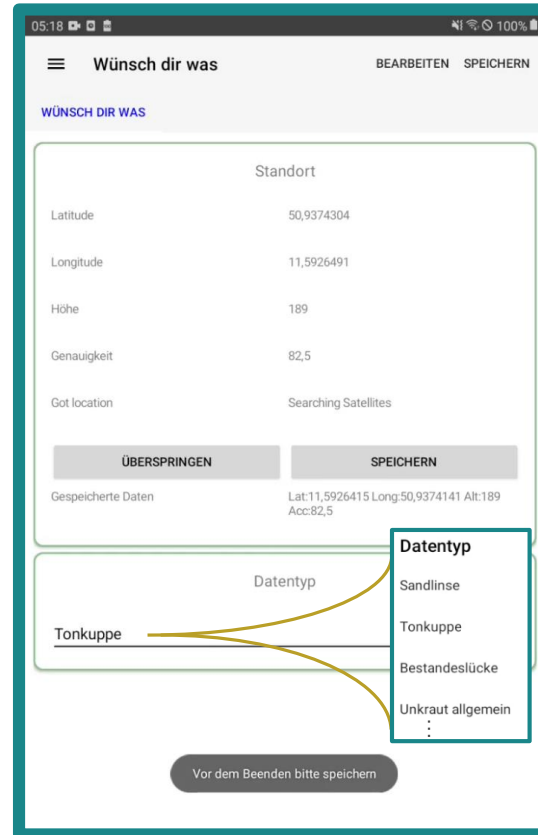 05:18 100%
Wünsch dir was BEARBEITEN SPEICHERN
WÜNSCH DIR WAS
Standort
Latitude 50,9374304
Longitude 11,5926491
Höhe 189
Genauigkeit 82,5
Got location Searching Satellites
ÜBERSPRINGEN SPEICHERN
Gespeicherte Daten Lat:11,5926415 Long:50,9374141 Alt:189
Acc:82,5
Datentyp
Tonkuppe
Datentyp
Sandlinse
Tonkuppe
Bestandeslücke
Unkraut allgemein
⋮
Vor dem Beenden bitte speichern